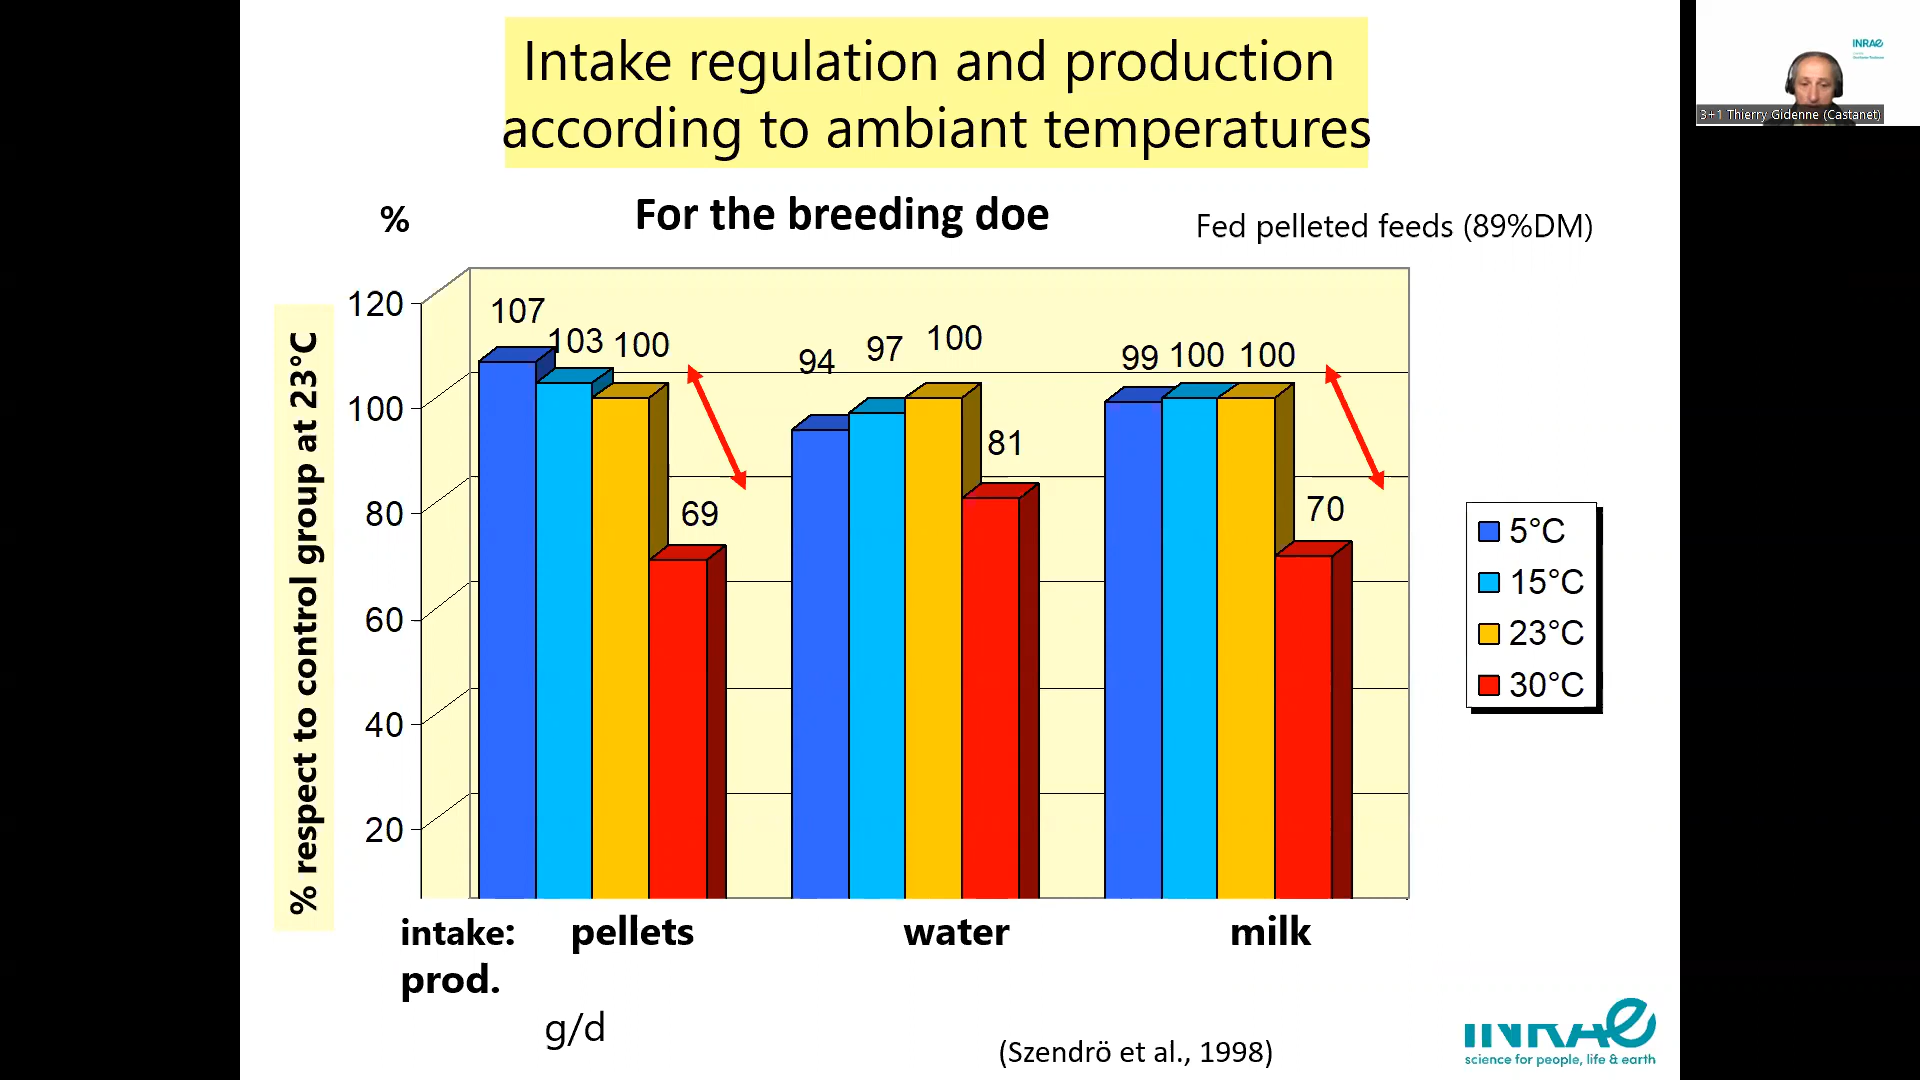 Intake regulation and production
according to ambiant temperatures
INRAE
3+1 Thierry Gidenne (Castanet)
%
For the breeding doe
Fed pelleted feeds (89%DM)
% respect to control group at 23°C
120
100
80
60
40
20
107
103
100
69
94
97
100
81
99
100
100
70
5°C
15°C
23°C
30°C
intake:
pellets
water
milk
prod.
g/d
(Szendrö et al., 1998)
INRAE
science for people, life & earth